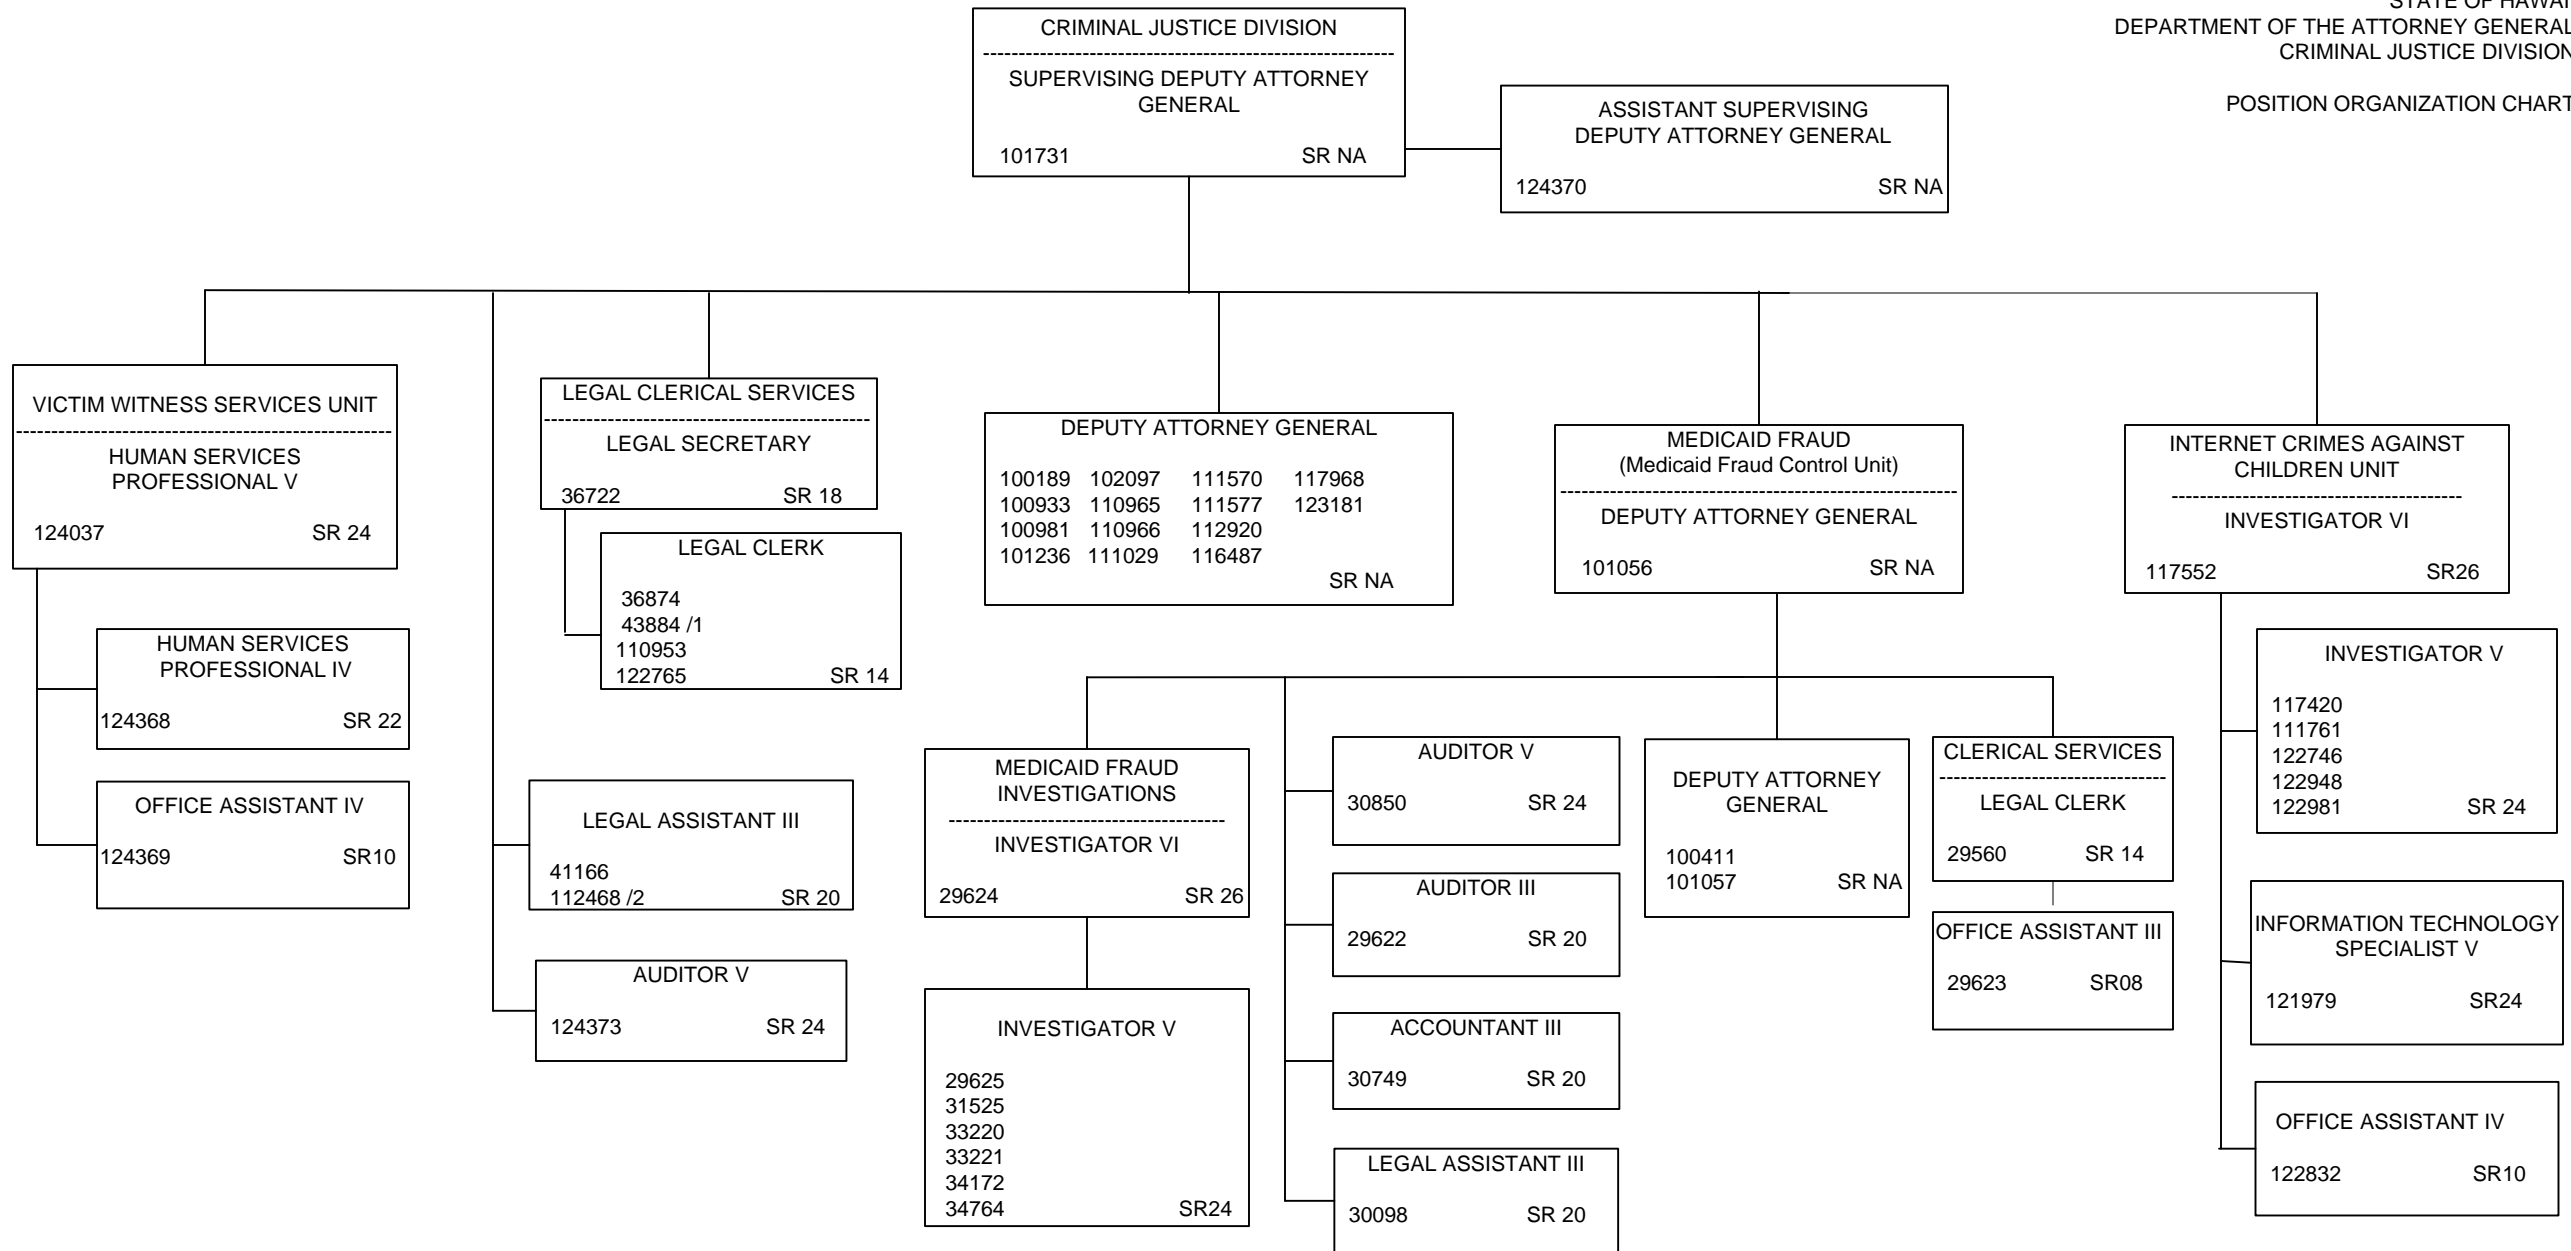 STATE OF HAWAII
DEPARTMENT OF THE ATTORNEY GENERAL
CRIMINAL JUSTICE DIVISION
POSITION ORGANIZATION CHART
CRIMINAL JUSTICE DIVISION
SUPERVISING DEPUTY ATTORNEY
GENERAL
101731 SR NA
ASSISTANT SUPERVISING
DEPUTY ATTORNEY GENERAL
124370 SR NA
VICTIM WITNESS SERVICES UNIT
HUMAN SERVICES
PROFESSIONAL V
124037 SR 24
HUMAN SERVICES
PROFESSIONAL IV
124368 SR 22
OFFICE ASSISTANT IV
124369 SR10
LEGAL CLERICAL SERVICES
LEGAL SECRETARY
36722 SR 18
LEGAL CLERK
36874
43884 /1
110953
122765 SR 14
LEGAL ASSISTANT III
41166
112468 /2 SR 20
AUDITOR V
124373 SR 24
DEPUTY ATTORNEY GENERAL
100189 102097 111570 117968
100933 110965 111577 123181
100981 110966 112920
101236 111029 116487
SR NA
MEDICAID FRAUD
(Medicaid Fraud Control Unit)
DEPUTY ATTORNEY GENERAL
101056 SR NA
MEDICAID FRAUD
INVESTIGATIONS
INVESTIGATOR VI
29624 SR 26
INVESTIGATOR V
29625
31525
33220
33221
34172
34764 SR24
AUDITOR V
30850 SR 24
AUDITOR III
29622 SR 20
ACCOUNTANT III
30749 SR 20
LEGAL ASSISTANT III
30098 SR 20
DEPUTY ATTORNEY
GENERAL
100411
101057 SR NA
CLERICAL SERVICES
LEGAL CLERK
29560 SR 14
OFFICE ASSISTANT III
29623 SR08
INTERNET CRIMES AGAINST
CHILDREN UNIT
INVESTIGATOR VI
117552 SR26
INVESTIGATOR V
117420
111761
122746
122948
122981 SR 24
INFORMATION TECHNOLOGY
SPECIALIST V
121979 SR24
OFFICE ASSISTANT IV
122832 SR10